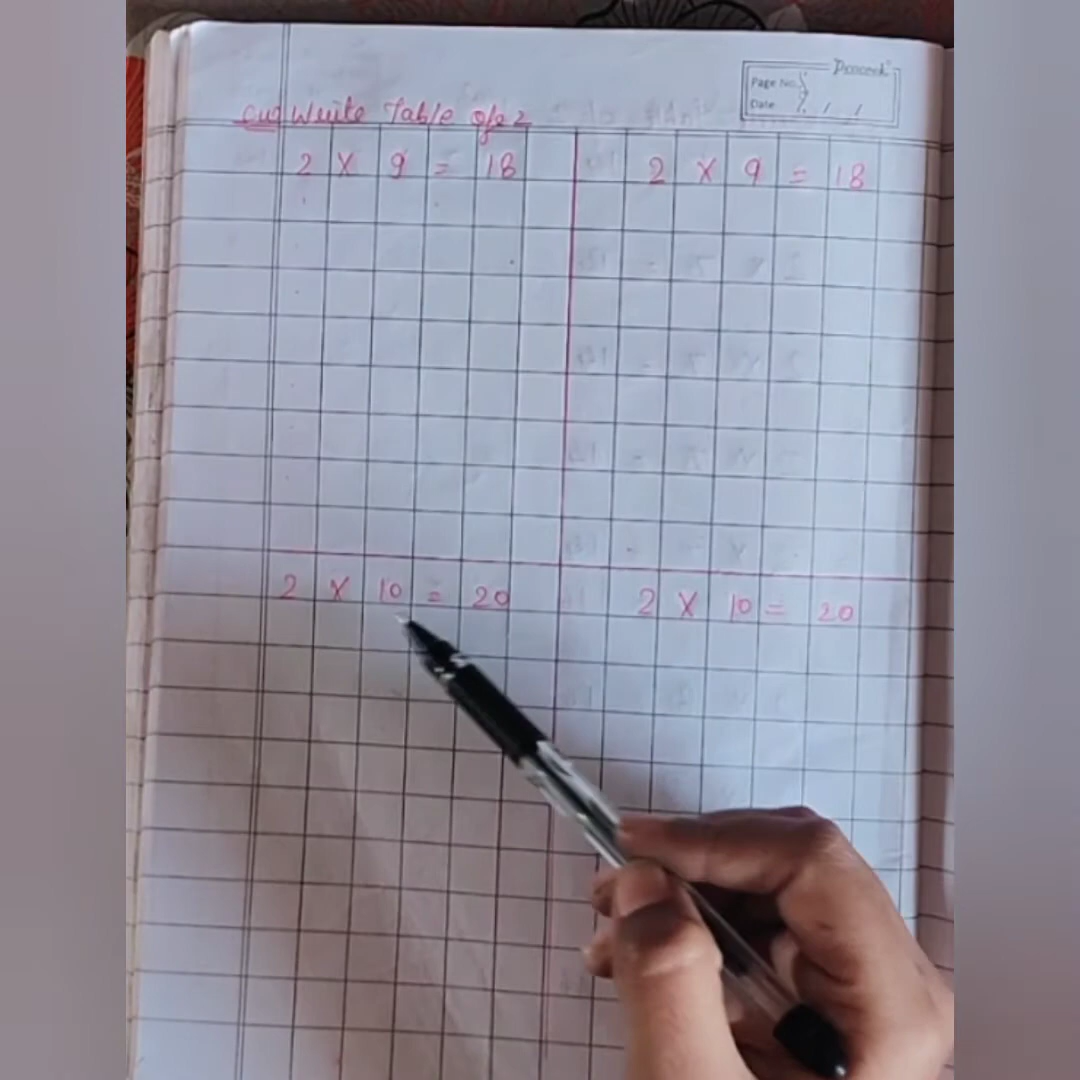 Peacock
Page No.
Date / /
cw Write Table of 2
2 X 9 = 18 2 X 9 = 18
2 X 10 = 20 2 X 10 = 20